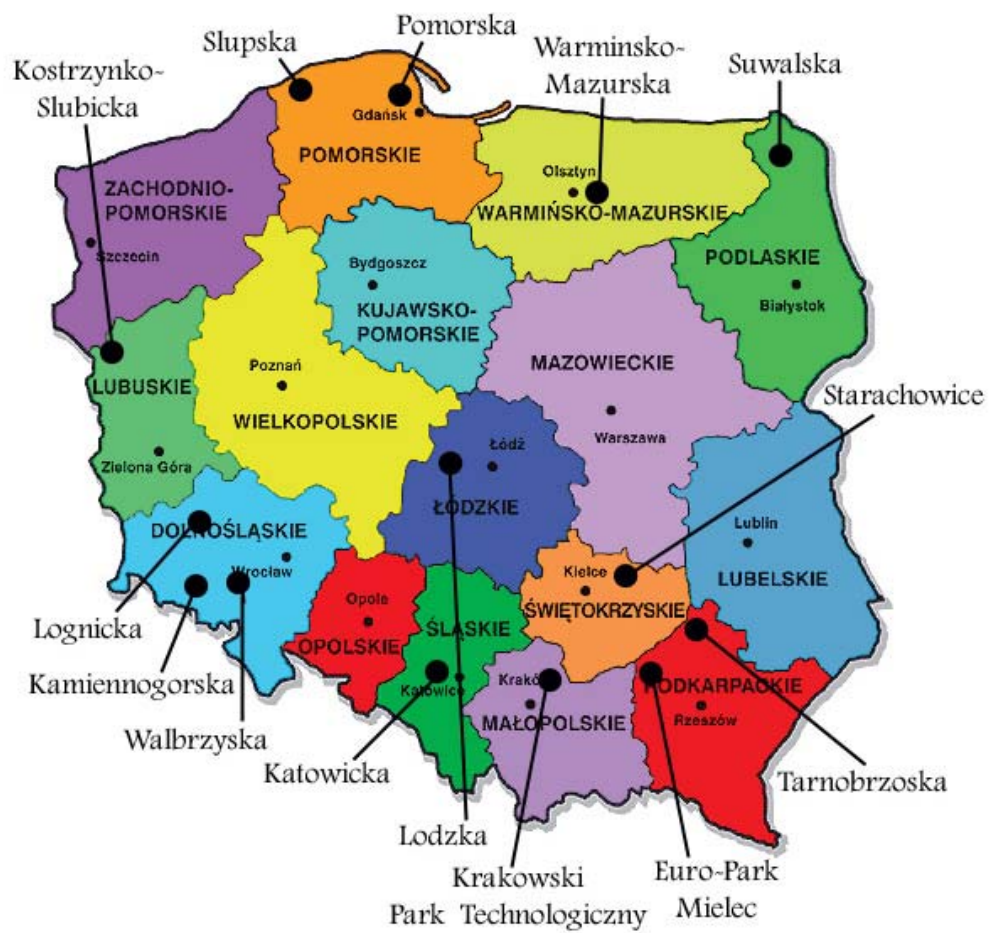 Slupska
Pomorska
Warminsko-
Mazurska
Suwalska
Kostrzynko-
Slubicka
Gdańsk
POMORSKIE
ZACHODNIO-
POMORSKIE
Szczecin
Olsztyn
WARMIŃSKO-MAZURSKIE
PODLASKIE
Białystok
Bydgoszcz
KUJAWSKO-
POMORSKIE
LUBUSKIE
Zielona Góra
Poznań
WIELKOPOLSKIE
MAZOWIECKIE
Warszawa
Starachowice
Łódź
ŁÓDZKIE
DOLNOŚLĄSKIE
Wrocław
Lublin
LUBELSKIE
Kielce
ŚWIĘTOKRZYSKIE
Opole
OPOLSKIE
ŚLĄSKIE
Katowice
Kraków
MAŁOPOLSKIE
PODKARPACKIE
Rzeszów
Lognicka
Kamiennogorska
Walbrzyska
Katowicka
Lodzka
Krakowski
Park Technologiczny
Euro-Park
Mielec
Tarnobrzoska